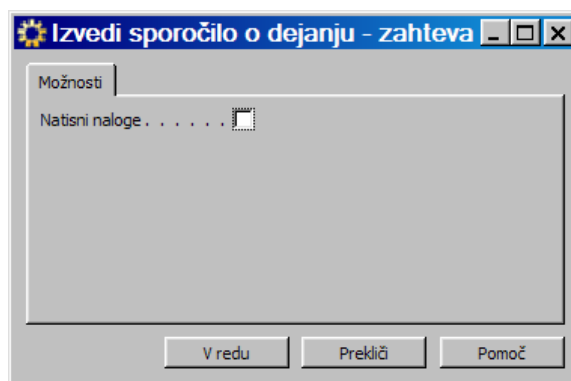 Izvedi sporočilo o dejanju - zahteva
Možnosti
Natisni naloge . . . . . .
V redu
Prekliči
Pomoč